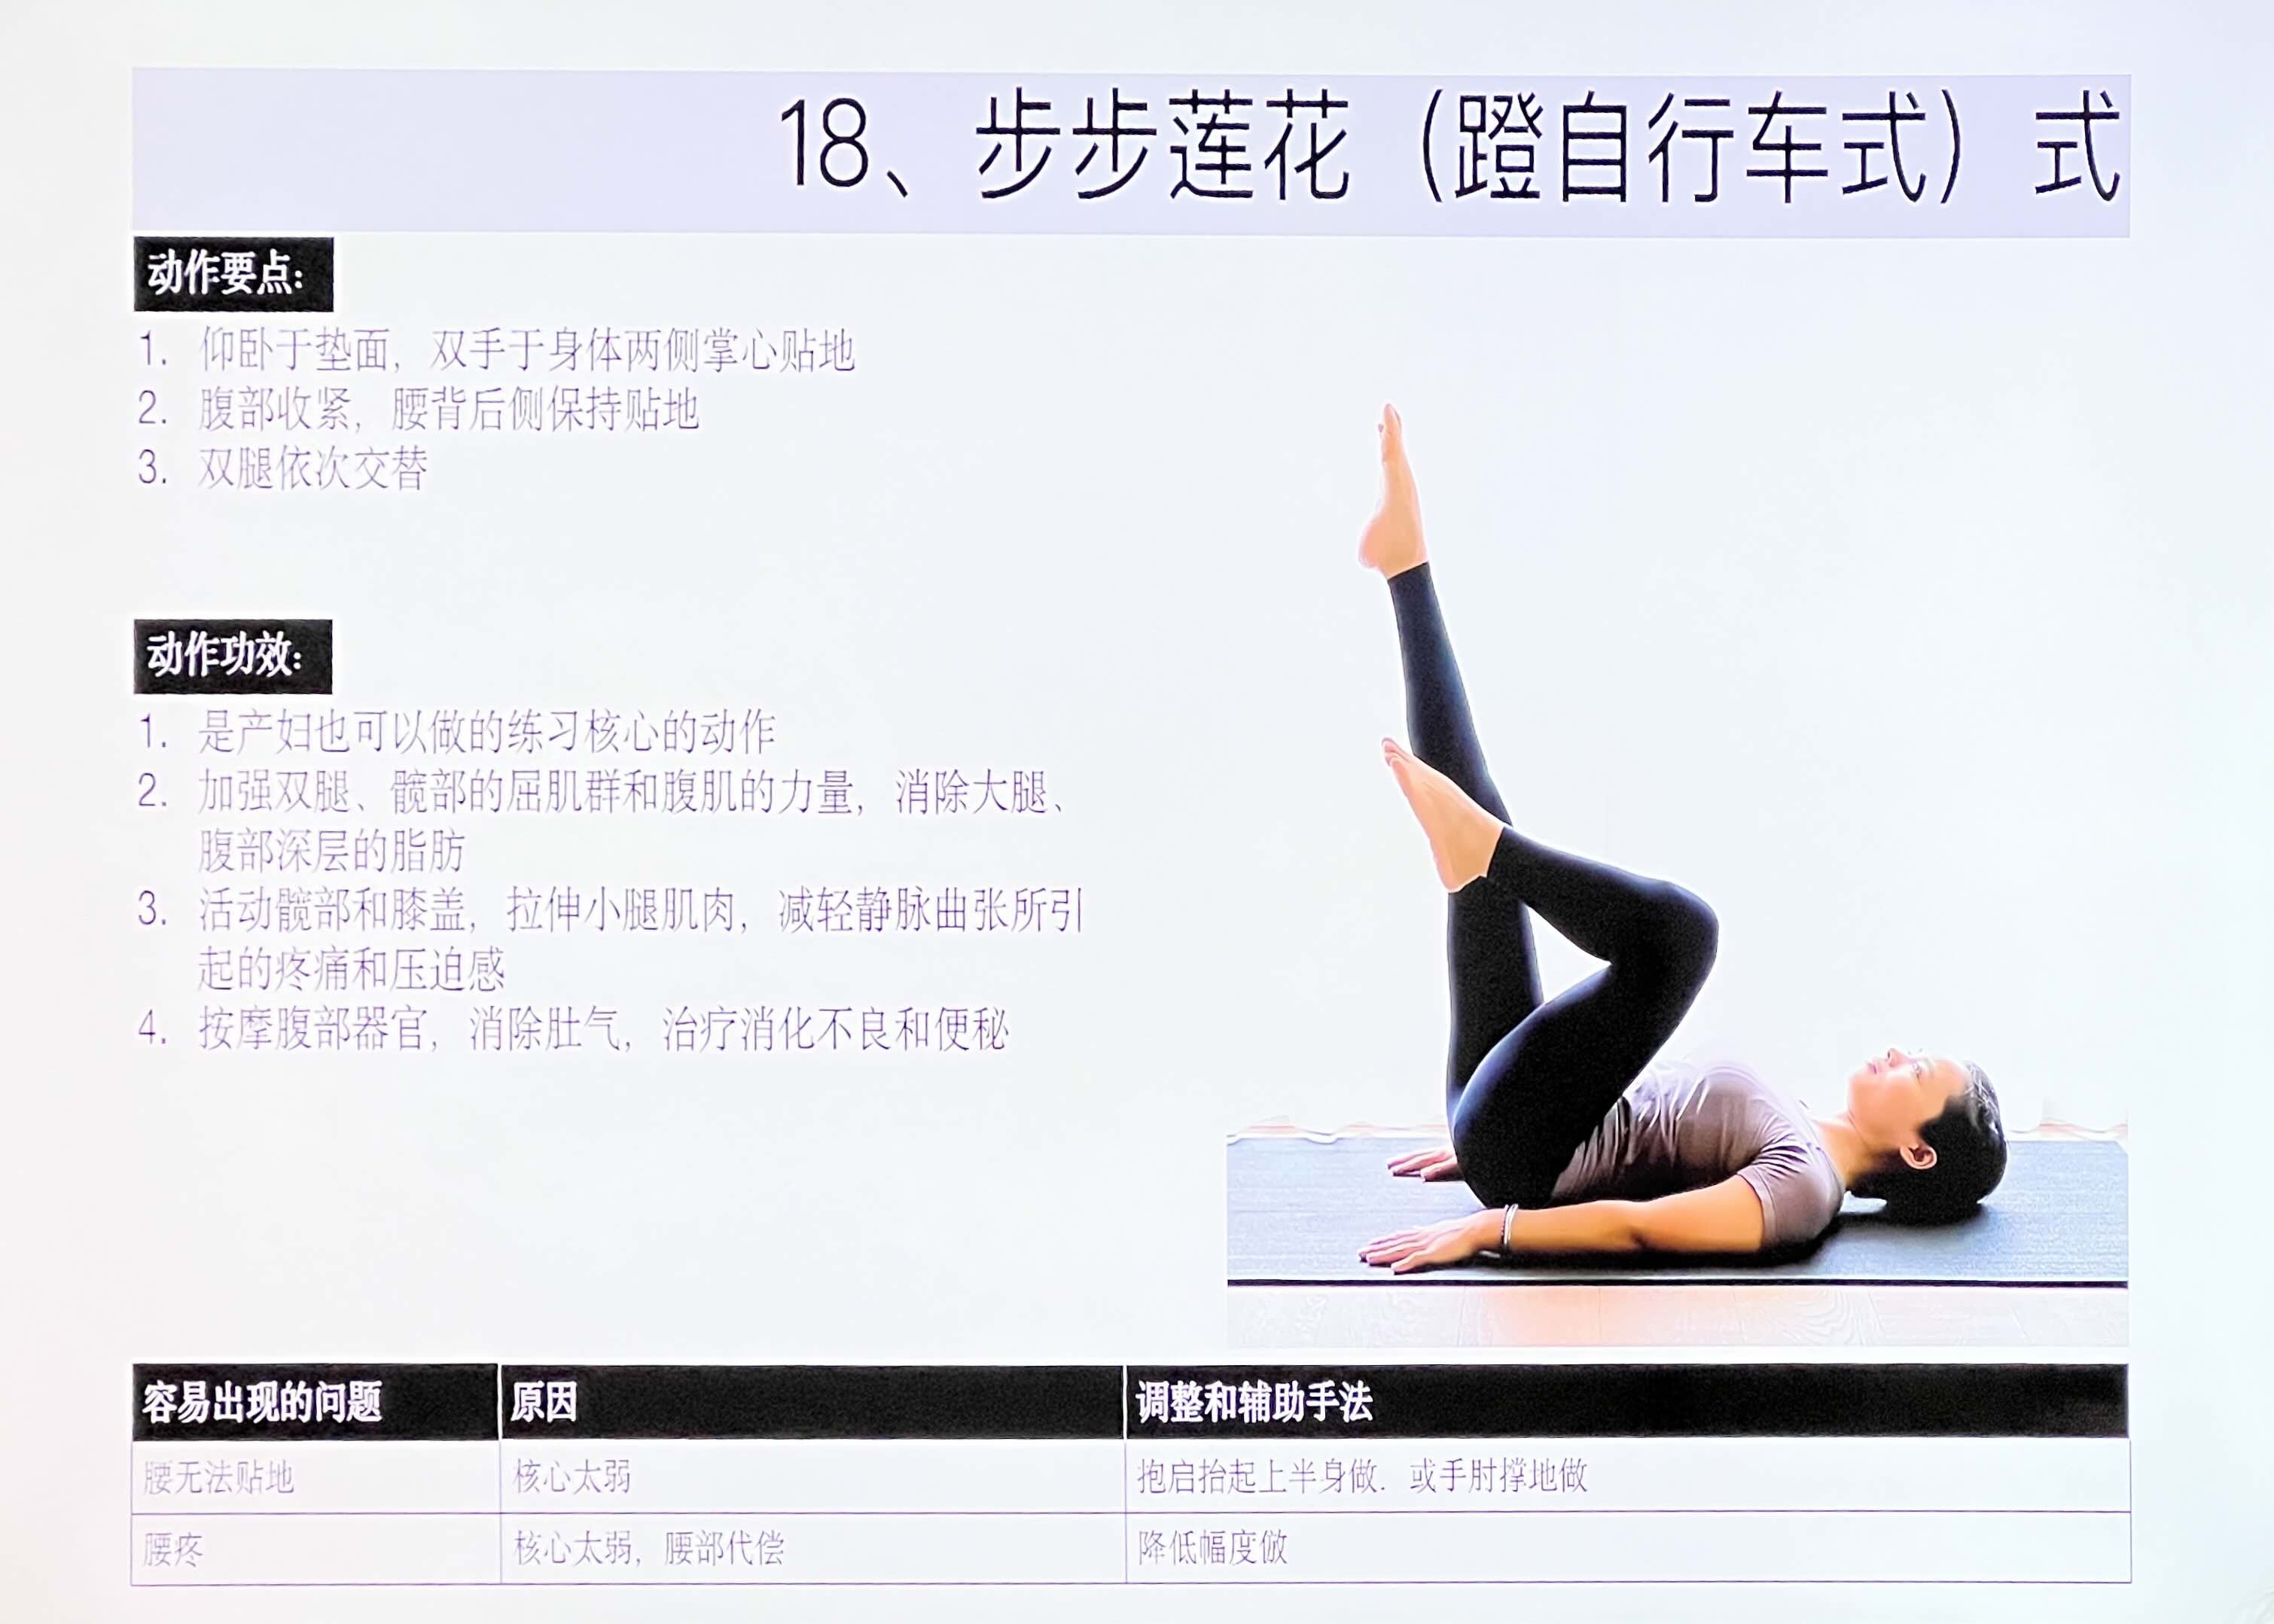 18、步步莲花（蹬自行车式）式
动作要点:
1. 仰卧于垫面，双手于身体两侧掌心贴地
2. 腹部收紧，腰背后侧保持贴地
3. 双腿依次交替
动作功效:
1. 是产妇也可以做的练习核心的动作
2. 加强双腿、髋部的屈肌群和腹肌的力量，消除大腿、
腹部深层的脂肪
3. 活动髋部和膝盖，拉伸小腿肌肉，减轻静脉曲张所引
起的疼痛和压迫感
4. 按摩腹部器官，消除肚气，治疗消化不良和便秘
容易出现的问题 原因 调整和辅助手法
腰无法贴地 核心太弱 抱启抬起上半身做. 或手肘撑地做
腰疼 核心太弱，腰部代偿 降低幅度做